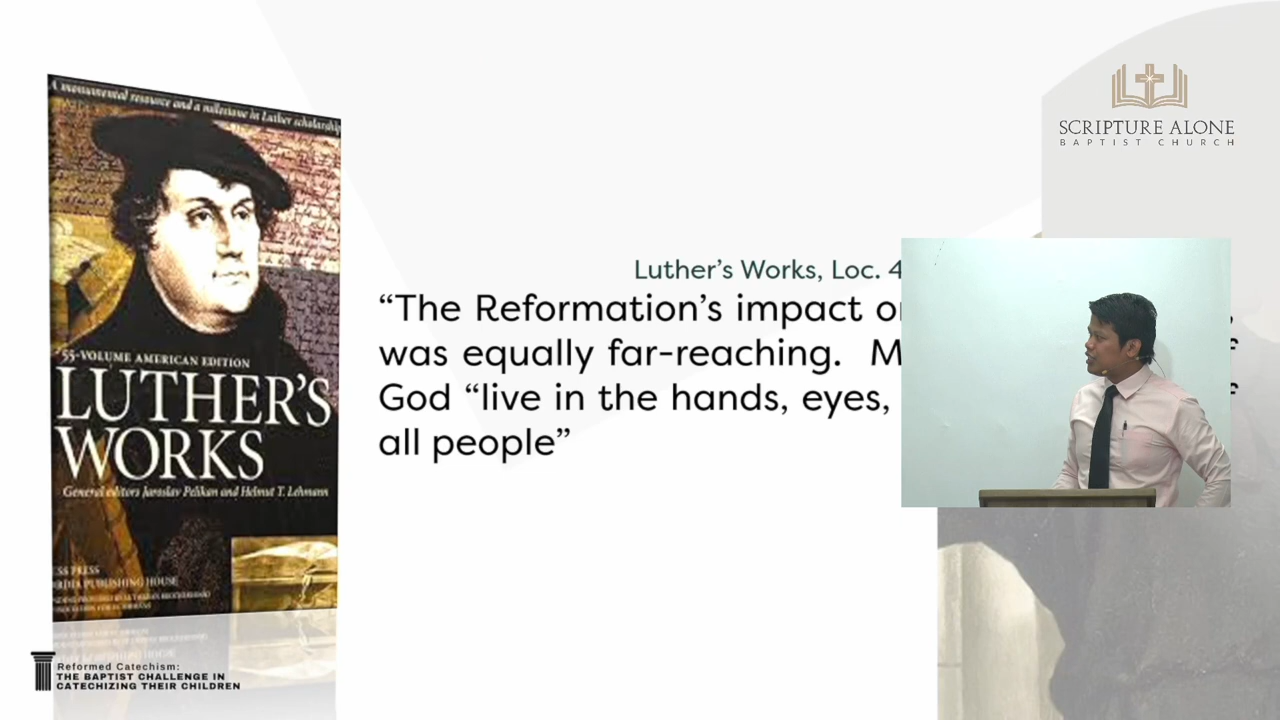 A monumental resource and a milestone in Luther scholarship
55-VOLUME AMERICAN EDITION
LUTHER'S
WORKS
General editors Jaroslav Pelikan and Helmut T. Lehmann
PUBLISHING HOUSE
SCRIPTURE ALONE
BAPTIST CHURCH
Luther's Works, Loc. 4
“The Reformation's impact
was equally far-reaching. M
God “live in the hands, eyes,
all people”
Reformed Catechism:
THE BAPTIST CHALLENGE IN
CATECHIZING THEIR CHILDREN